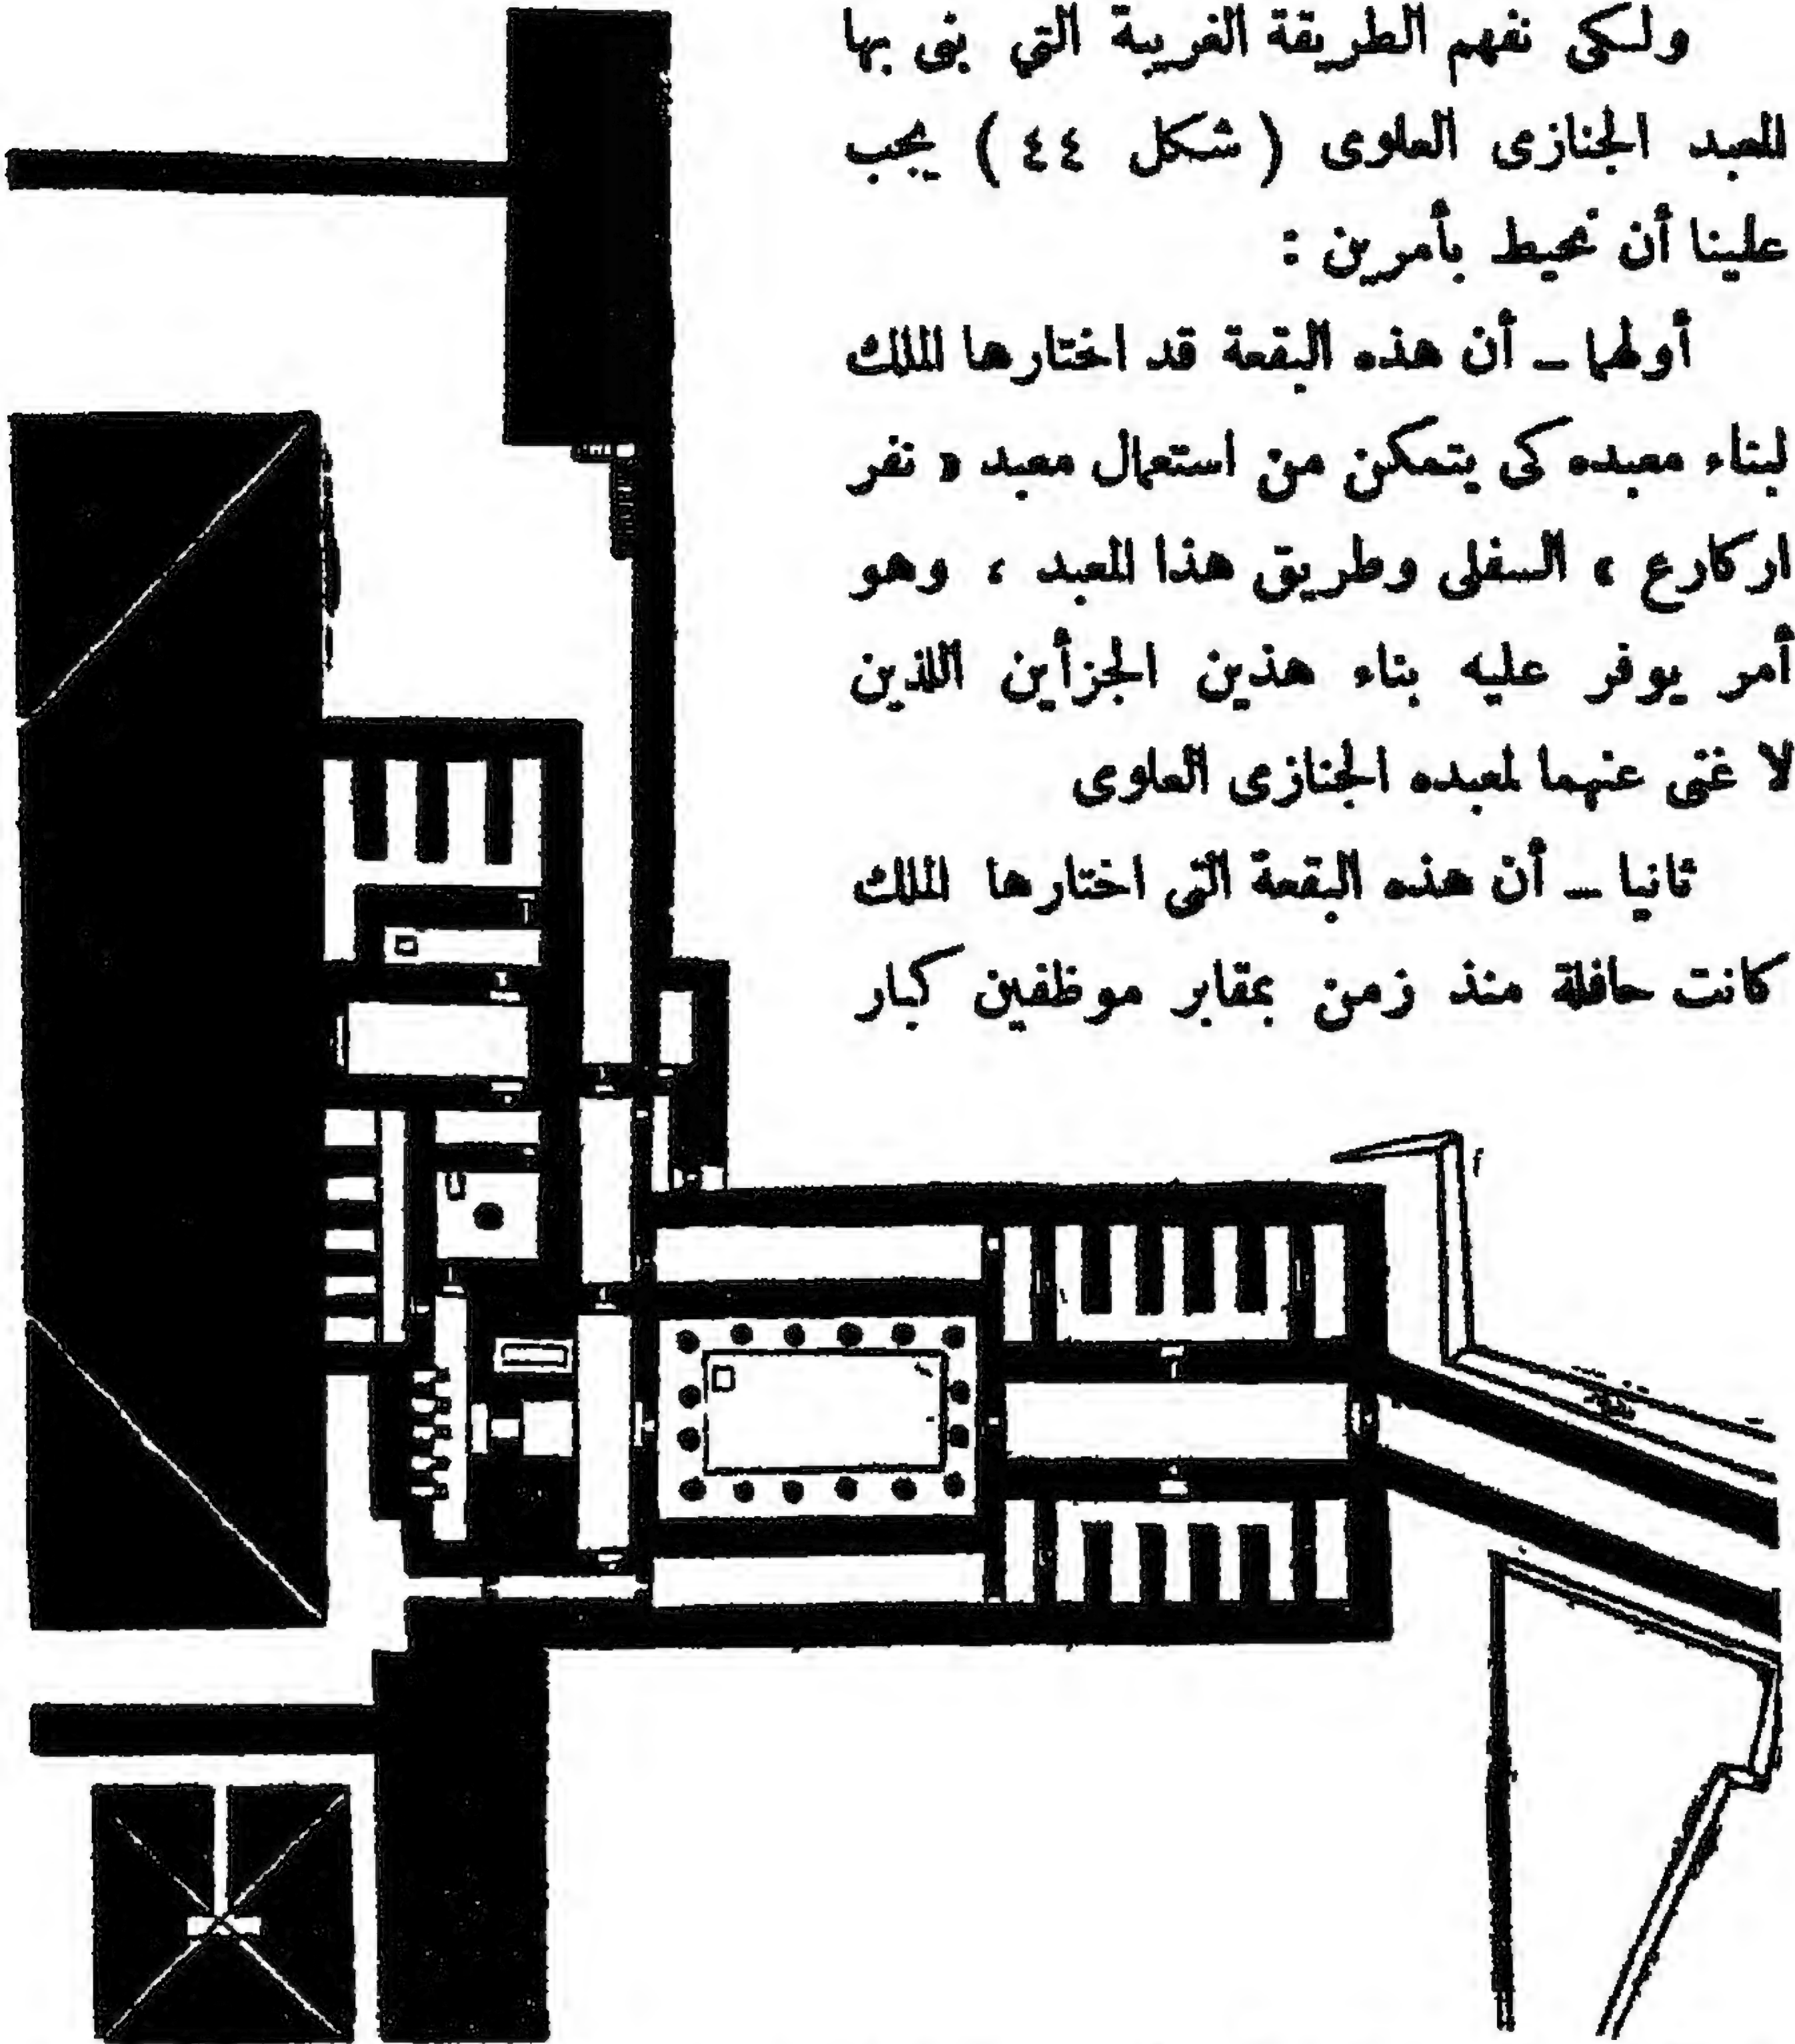 ولكى نفهم الطريقة الغريبة التي بنى بها
المعبد الجنازى العلوى ( شكل ٤٤ ) يجب
علينا أن نحيط بأمرين :
أولهما ــ أن هذه البقعة قد اختارها الملك
لبناء معبده كى يتمكن من استعمال معبد « نفر
اركارع » السفلى وطريق هذا المعبد ، وهو
أمر يوفر عليه بناء هذين الجزأين اللذين
لا غنى عنهما لمعبده الجنازى العلوى
ثانيا ــ أن هذه البقعة التى اختارها الملك
كانت حافلة منذ زمن بمقابر موظفين كبار
f